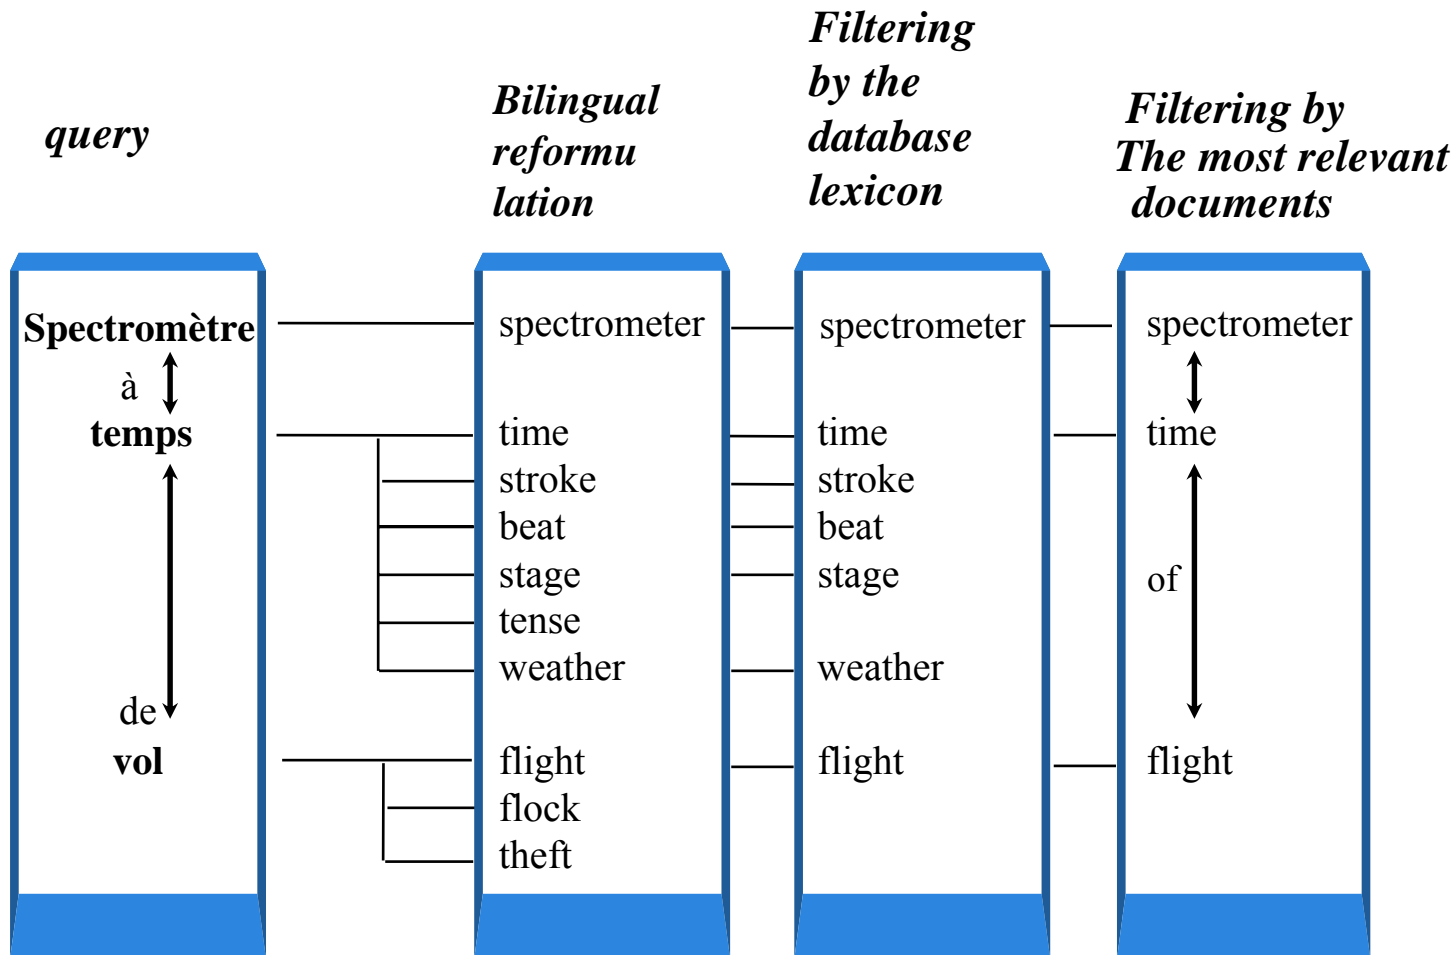 query
Bilingual
reformu
lation
Filtering
by the
database
lexicon
Filtering by
The most relevant
documents
Spectromètre
à
temps
de
vol
spectrometer
time
stroke
beat
stage
tense
weather
flight
flock
theft
spectrometer
time
stroke
beat
stage
weather
flight
spectrometer
time
of
flight